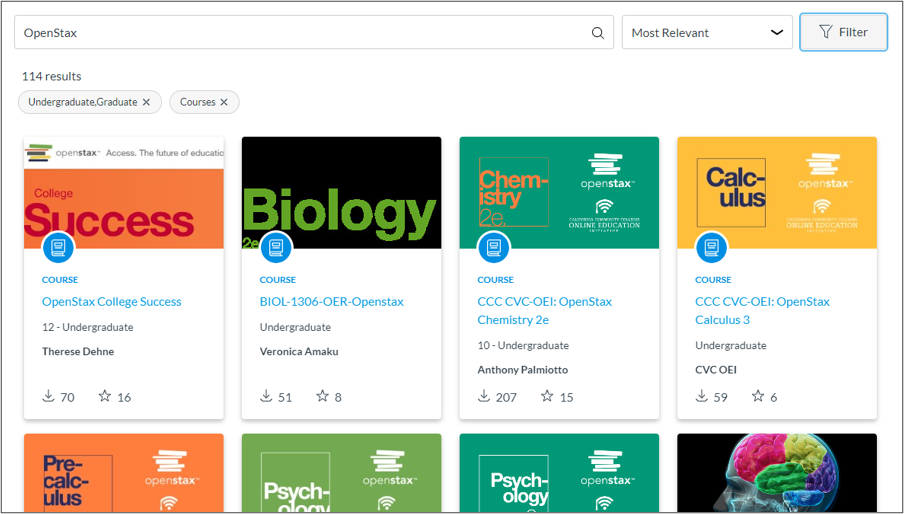 OpenStax
Most Relevant
Filter
114 results
Undergraduate,Graduate ✕
Courses ✕
openstax™ Access. The future of educatio
College
Success
Biology
2e
Chem-
istry
2e
openstax™
CALIFORNIA COMMUNITY COLLEGES
ONLINE EDUCATION
INITIATIVE
Calc-
ulus
openstax™
CALIFORNIA COMMUNITY COLLEGES
ONLINE EDUCATION
INITIATIVE
COURSE
OpenStax College Success
12 - Undergraduate
Therese Dehne
70
16
COURSE
BIOL-1306-OER-Openstax
Undergraduate
Veronica Amaku
51
8
COURSE
CCC CVC-OEI: OpenStax
Chemistry 2e
10 - Undergraduate
Anthony Palmiotto
207
15
COURSE
CCC CVC-OEI: OpenStax
Calculus 3
Undergraduate
CVC OEI
59
6
Pre-
calc-
ulus
openstax™
Psych-
ology
openstax™
Psych-
ology
openstax™